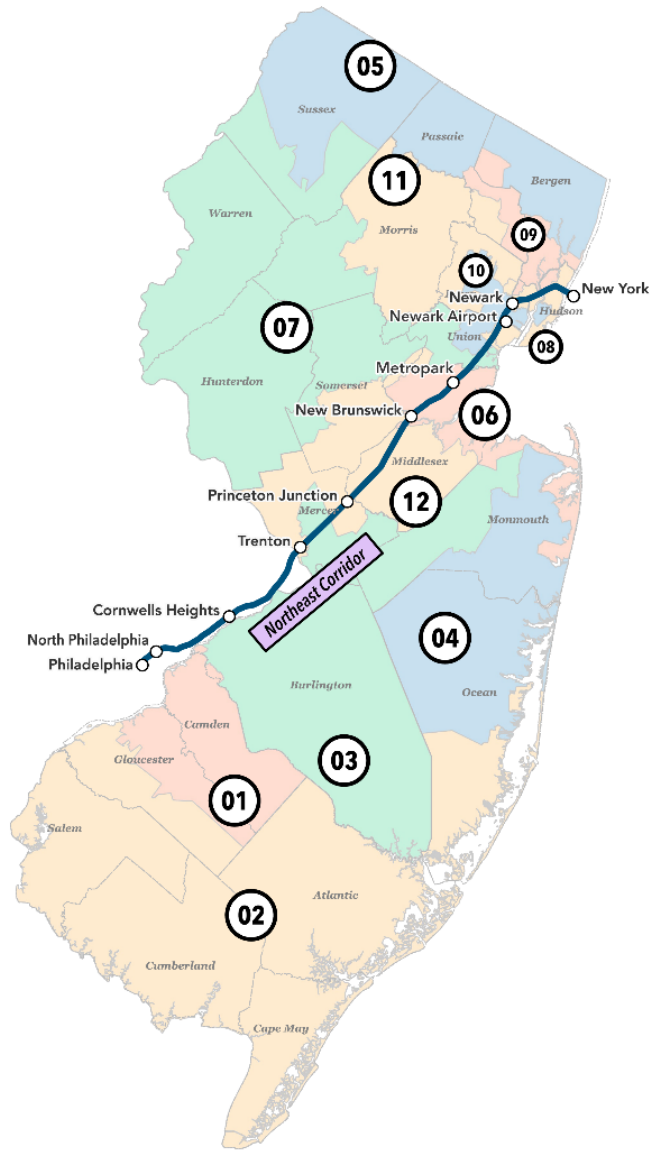 05
Sussex
Passaic
Bergen
11
Warren
Morris
09
10
New York
Newark
Hudson
Newark Airport
07
Union
08
Metropark
Hunterdon
Somerset
New Brunswick
06
Middlesex
Princeton Junction
12
Mercer
Monmouth
Trenton
Northeast Corridor
Cornwells Heights
04
North Philadelphia
Philadelphia
Burlington
Ocean
Camden
Gloucester
03
01
Salem
Atlantic
02
Cumberland
Cape May